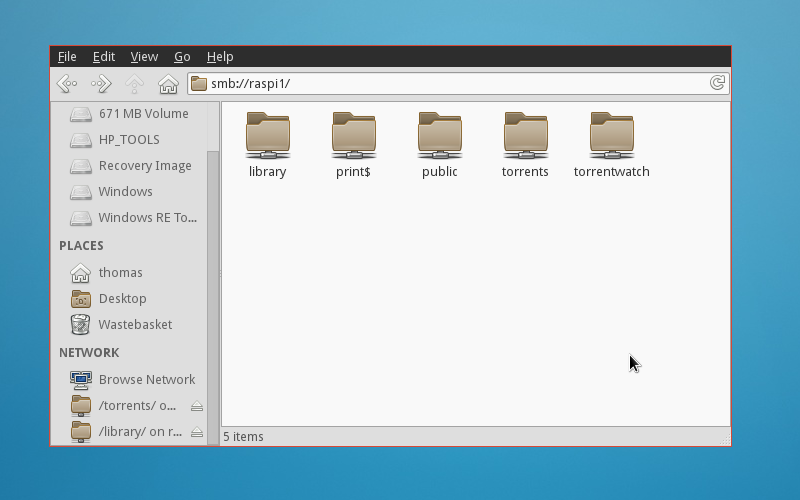 File Edit View Go Help
smb://raspi1/
671 MB Volume
HP_TOOLS
Recovery Image
Windows
Windows RE To...
PLACES
thomas
Desktop
Wastebasket
NETWORK
Browse Network
/torrents/ o...
/library/ on r...
library print$ public torrents torrentwatch
5 items